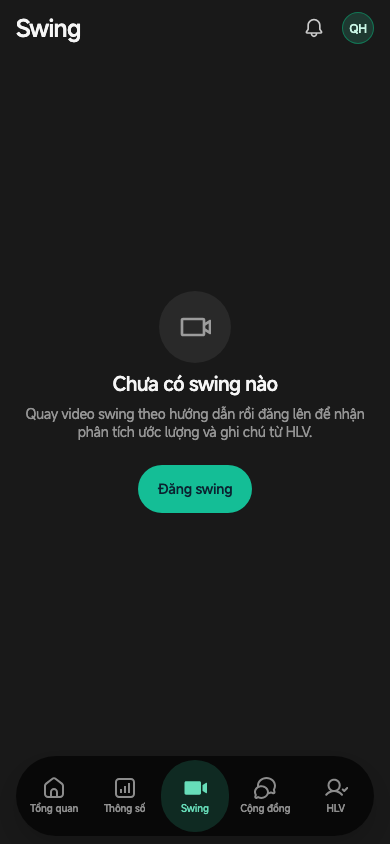 Swing
QH
Chưa có swing nào
Quay video swing theo hướng dẫn rồi đăng lên để nhận
phân tích ước lượng và ghi chú từ HLV.
Đăng swing
Tổng quan
Thông số
Swing
Cộng đồng
HLV